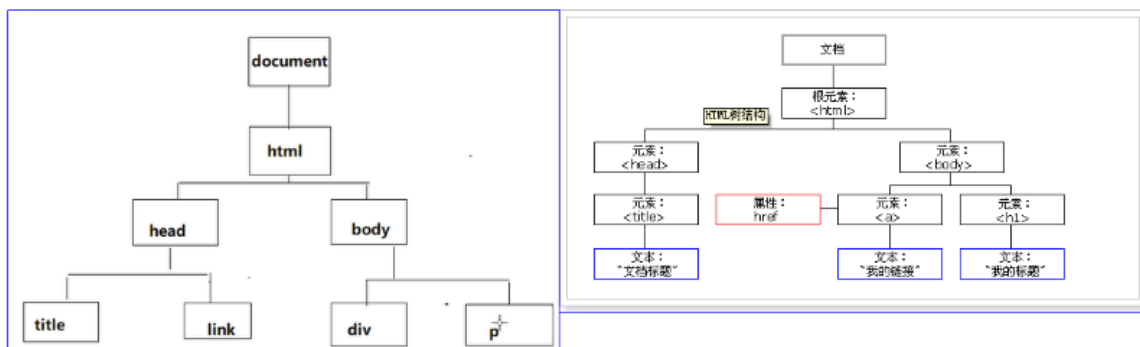 document
html
head
body
title
link
div
p
文档
根元素:
<html>
HTML树结构
元素:
<head>
元素:
<body>
元素:
<title>
属性:
href
元素:
<a>
元素:
<h1>
文本:
"文档标题"
文本:
"我的链接"
文本:
"我的标题"